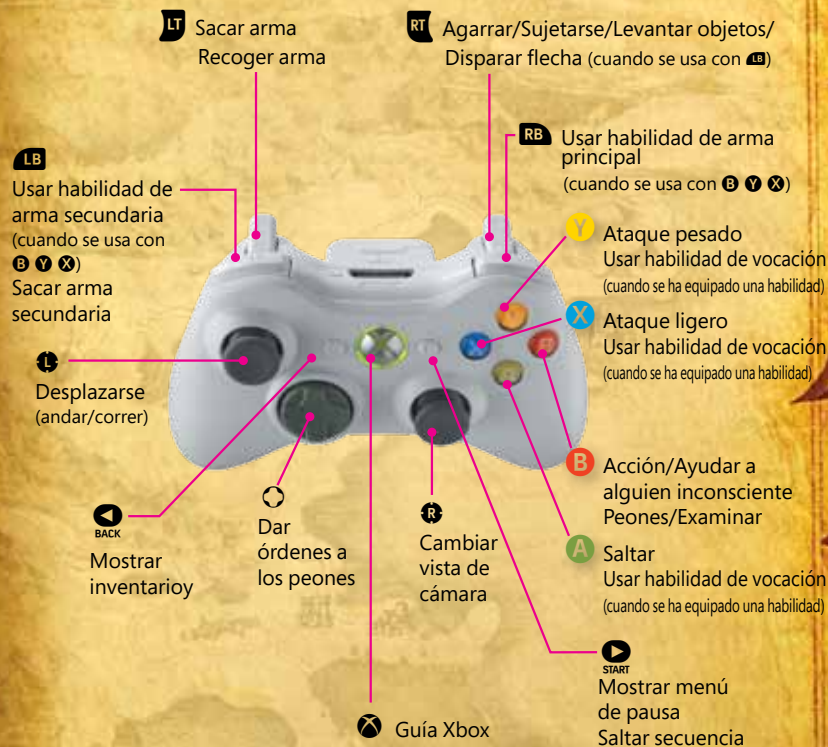 LT Sacar arma
Recoger arma
RT Agarrar/Sujetarse/Levantar objetos/
Disparar flecha (cuando se usa con LB)
LB
Usar habilidad de
arma secundaria
(cuando se usa con
B Y X)
Sacar arma
secundaria
RB Usar habilidad de arma
principal
(cuando se usa con B Y X)
Y Ataque pesado
Usar habilidad de vocación
(cuando se ha equipado una habilidad)
X Ataque ligero
Usar habilidad de vocación
(cuando se ha equipado una habilidad)
L
Desplazarse
(andar/correr)
B Acción/Ayudar a
alguien inconsciente
Peones/Examinar
BACK
Mostrar
inventarioy
Dar
órdenes a
los peones
R
Cambiar
vista de
cámara
A Saltar
Usar habilidad de vocación
(cuando se ha equipado una habilidad)
START
Mostrar menú
de pausa
Saltar secuencia
Guía Xbox